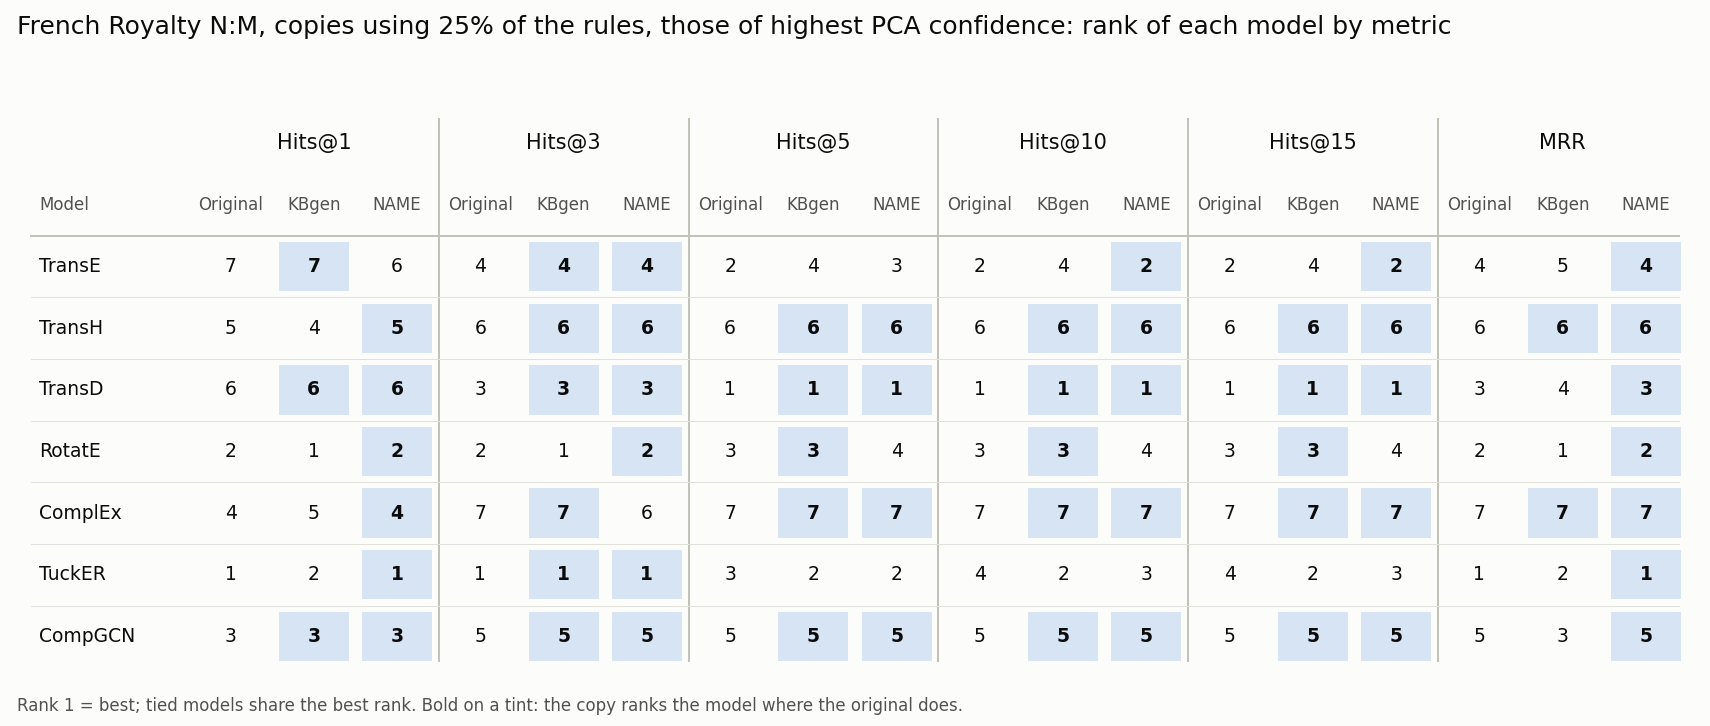 French Royalty N:M, copies using 25% of the rules, those of highest PCA confidence: rank of each model by metric
Hits@1 Hits@3 Hits@5 Hits@10 Hits@15 MRR
Model Original KBgen NAME Original KBgen NAME Original KBgen NAME Original KBgen NAME Original KBgen NAME Original KBgen NAME
TransE 7 7 6 4 4 4 2 4 3 2 4 2 2 4 2 4 5 4
TransH 5 4 5 6 6 6 6 6 6 6 6 6 6 6 6 6 6 6
TransD 6 6 6 3 3 3 1 1 1 1 1 1 1 1 1 3 4 3
RotatE 2 1 2 2 1 2 3 3 4 3 3 4 3 3 4 2 1 2
ComplEx 4 5 4 7 7 6 7 7 7 7 7 7 7 7 7 7 7 7
TuckER 1 2 1 1 1 1 3 2 2 4 2 3 4 2 3 1 2 1
CompGCN 3 3 3 5 5 5 5 5 5 5 5 5 5 5 5 5 3 5
Rank 1 = best; tied models share the best rank. Bold on a tint: the copy ranks the model where the original does.